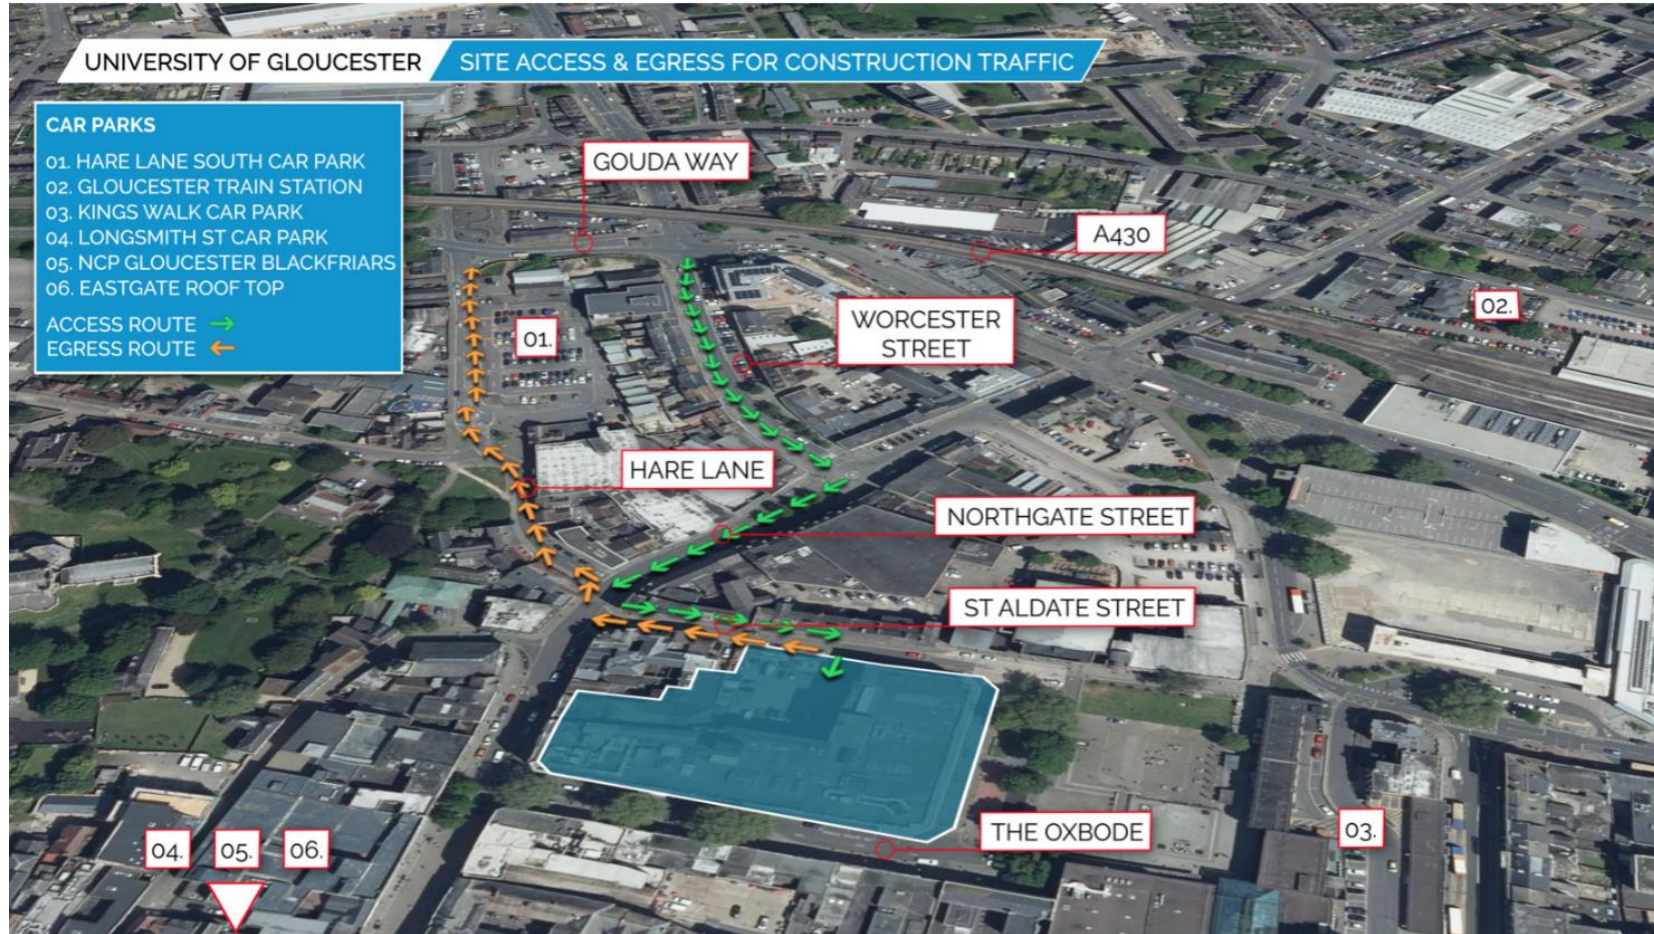 UNIVERSITY OF GLOUCESTER
SITE ACCESS & EGRESS FOR CONSTRUCTION TRAFFIC
CAR PARKS
01. HARE LANE SOUTH CAR PARK
02. GLOUCESTER TRAIN STATION
03. KINGS WALK CAR PARK
04. LONGSMITH ST CAR PARK
05. NCP GLOUCESTER BLACKFRIARS
06. EASTGATE ROOF TOP
ACCESS ROUTE →
EGRESS ROUTE ←
GOUDA WAY
A430
02.
01.
WORCESTER
STREET
HARE LANE
NORTHGATE STREET
ST ALDATE STREET
THE OXBODE
03.
04.
05.
06.